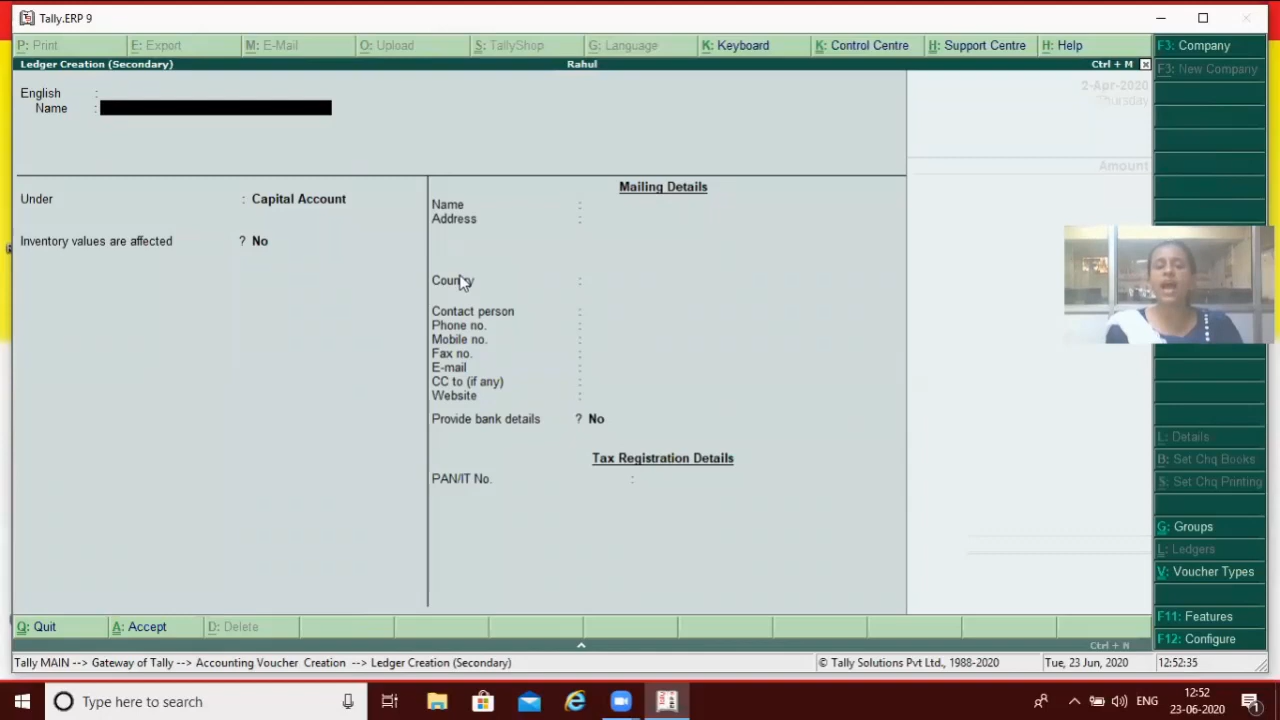 Tally.ERP 9
P: Print E: Export M: E-Mail O: Upload S: TallyShop G: Language K: Keyboard K: Control Centre H: Support Centre H: Help
F3: Company
Ledger Creation (Secondary) Rahul Ctrl + M x
F3: New Company
English :
Name :
2-Apr-2020
Thursday
Amount
Under : Capital Account
Inventory values are affected ? No
Mailing Details
Name :
Address :
Country :
Contact person :
Phone no. :
Mobile no. :
Fax no. :
E-mail :
CC to (if any) :
Website :
Provide bank details ? No
Tax Registration Details
PAN/IT No. :
L: Details
B: Set Chq Books
S: Set Chq Printing
G: Groups
L: Ledgers
V: Voucher Types
F11: Features
F12: Configure
Q: Quit A: Accept D: Delete
Ctrl + N
Tally MAIN --> Gateway of Tally --> Accounting Voucher Creation --> Ledger Creation (Secondary) © Tally Solutions Pvt Ltd., 1988-2020 Tue, 23 Jun, 2020 12:52:35
Type here to search
ENG
12:52
23-06-2020
1